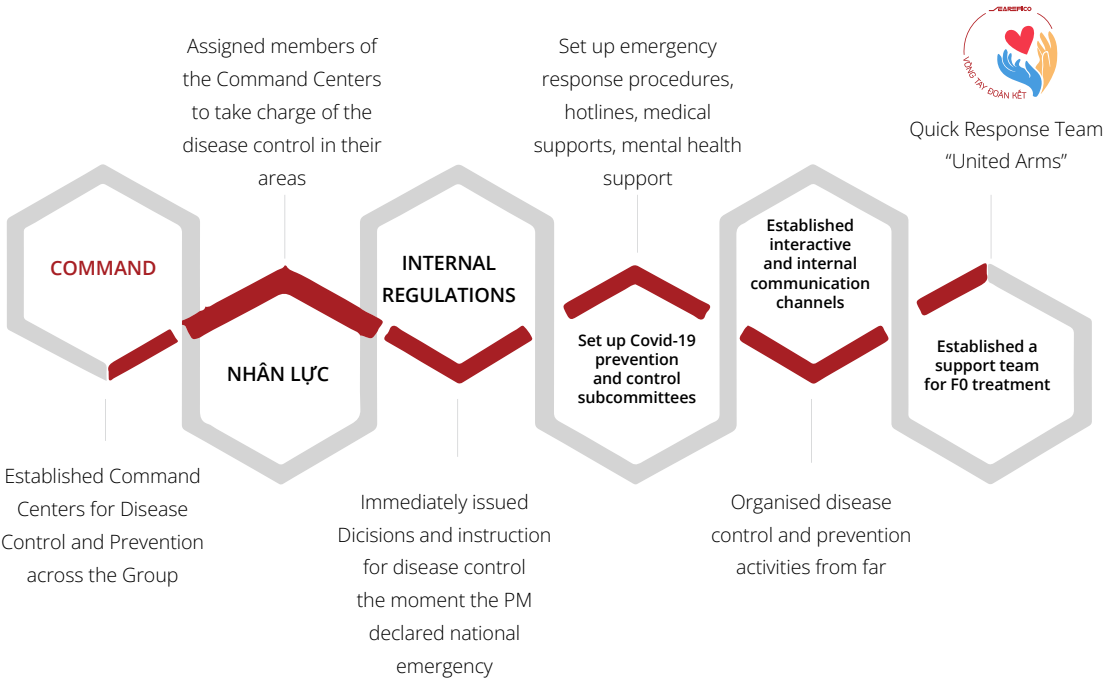 SEAREFICO
VÒNG TAY ĐOÀN KẾT
Assigned members of
the Command Centers
to take charge of the
disease control in their
areas
Set up emergency
response procedures,
hotlines, medical
supports, mental health
support
Quick Response Team
“United Arms”
COMMAND
NHÂN LỰC
INTERNAL
REGULATIONS
Set up Covid-19
prevention
and control
subcommittees
Established
interactive
and internal
communication
channels
Established a
support team
for F0 treatment
Established Command
Centers for Disease
Control and Prevention
across the Group
Immediately issued
Dicisions and instruction
for disease control
the moment the PM
declared national
emergency
Organised disease
control and prevention
activities from far